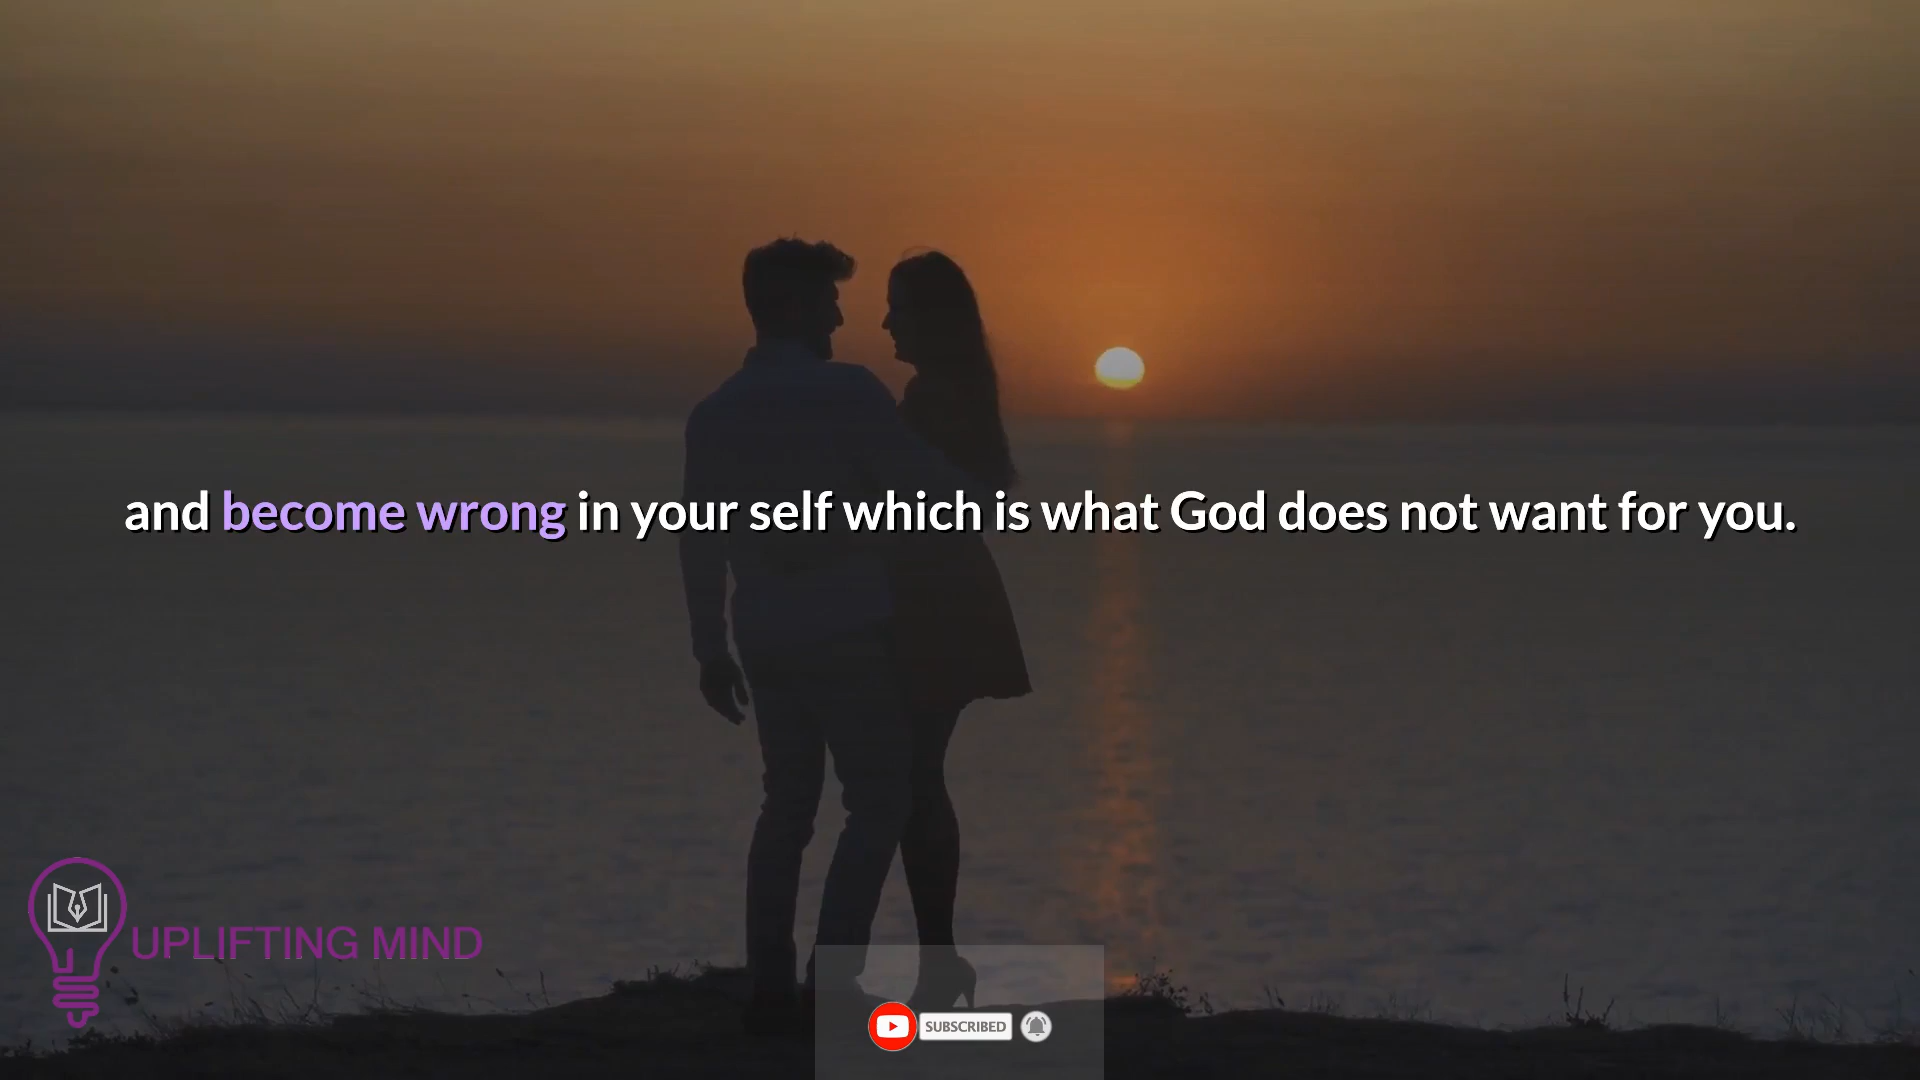 and become wrong in your self which is what God does not want for you.
UPLIFTING MIND
SUBSCRIBED